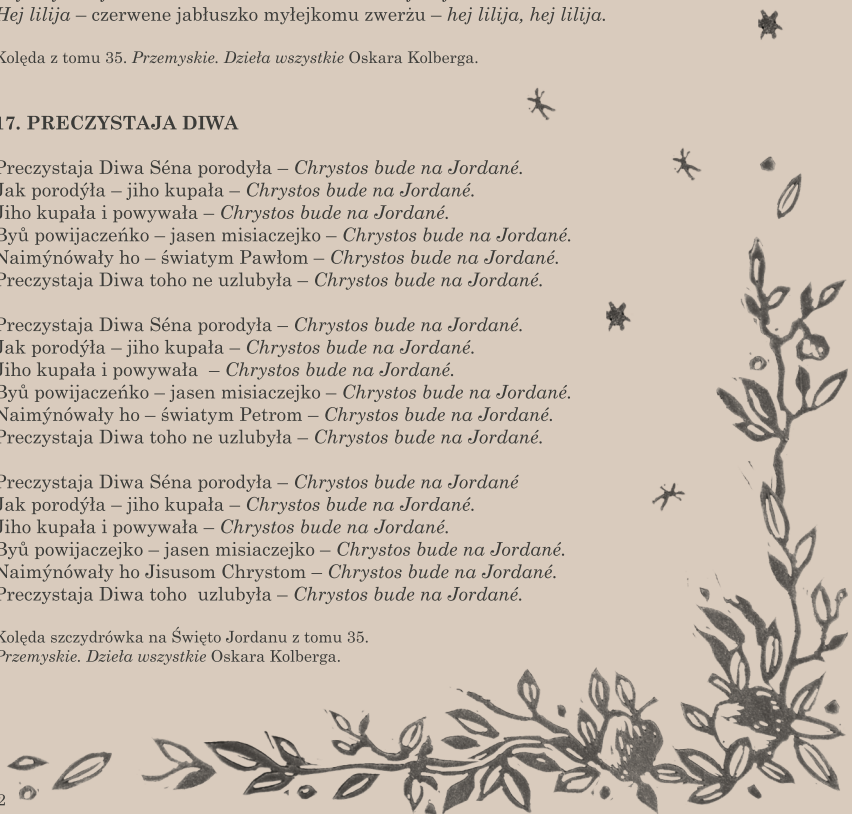 Hej lilija – czerwene jabłuszko myłejkomu zwerżu – hej lilija, hej lilija.
Kolęda z tomu 35. Przemyskie. Dzieła wszystkie Oskara Kolberga.
17. PRECZYSTAJA DIWA
Preczystaja Diwa Séna porodyła – Chrystos bude na Jordané.
Jak porodýła – jiho kupała – Chrystos bude na Jordané.
Jiho kupała i powywała – Chrystos bude na Jordané.
Byů powijaczeńko – jasen misiaczejko – Chrystos bude na Jordané.
Naimýnówały ho – światym Pawłom – Chrystos bude na Jordané.
Preczystaja Diwa toho ne uzlubyła – Chrystos bude na Jordané.
Preczystaja Diwa Séna porodyła – Chrystos bude na Jordané.
Jak porodýła – jiho kupała – Chrystos bude na Jordané.
Jiho kupała i powywała – Chrystos bude na Jordané.
Byů powijaczeńko – jasen misiaczejko – Chrystos bude na Jordané.
Naimýnówały ho – światym Petrom – Chrystos bude na Jordané.
Preczystaja Diwa toho ne uzlubyła – Chrystos bude na Jordané.
Preczystaja Diwa Séna porodyła – Chrystos bude na Jordané
Jak porodýła – jiho kupała – Chrystos bude na Jordané.
Jiho kupała i powywała – Chrystos bude na Jordané.
Byů powijaczejko – jasen misiaczejko – Chrystos bude na Jordané.
Naimýnówały ho Jisusom Chrystom – Chrystos bude na Jordané.
Preczystaja Diwa toho uzlubyła – Chrystos bude na Jordané.
Kolęda szczydrówka na Święto Jordanu z tomu 35.
Przemyskie. Dzieła wszystkie Oskara Kolberga.
2